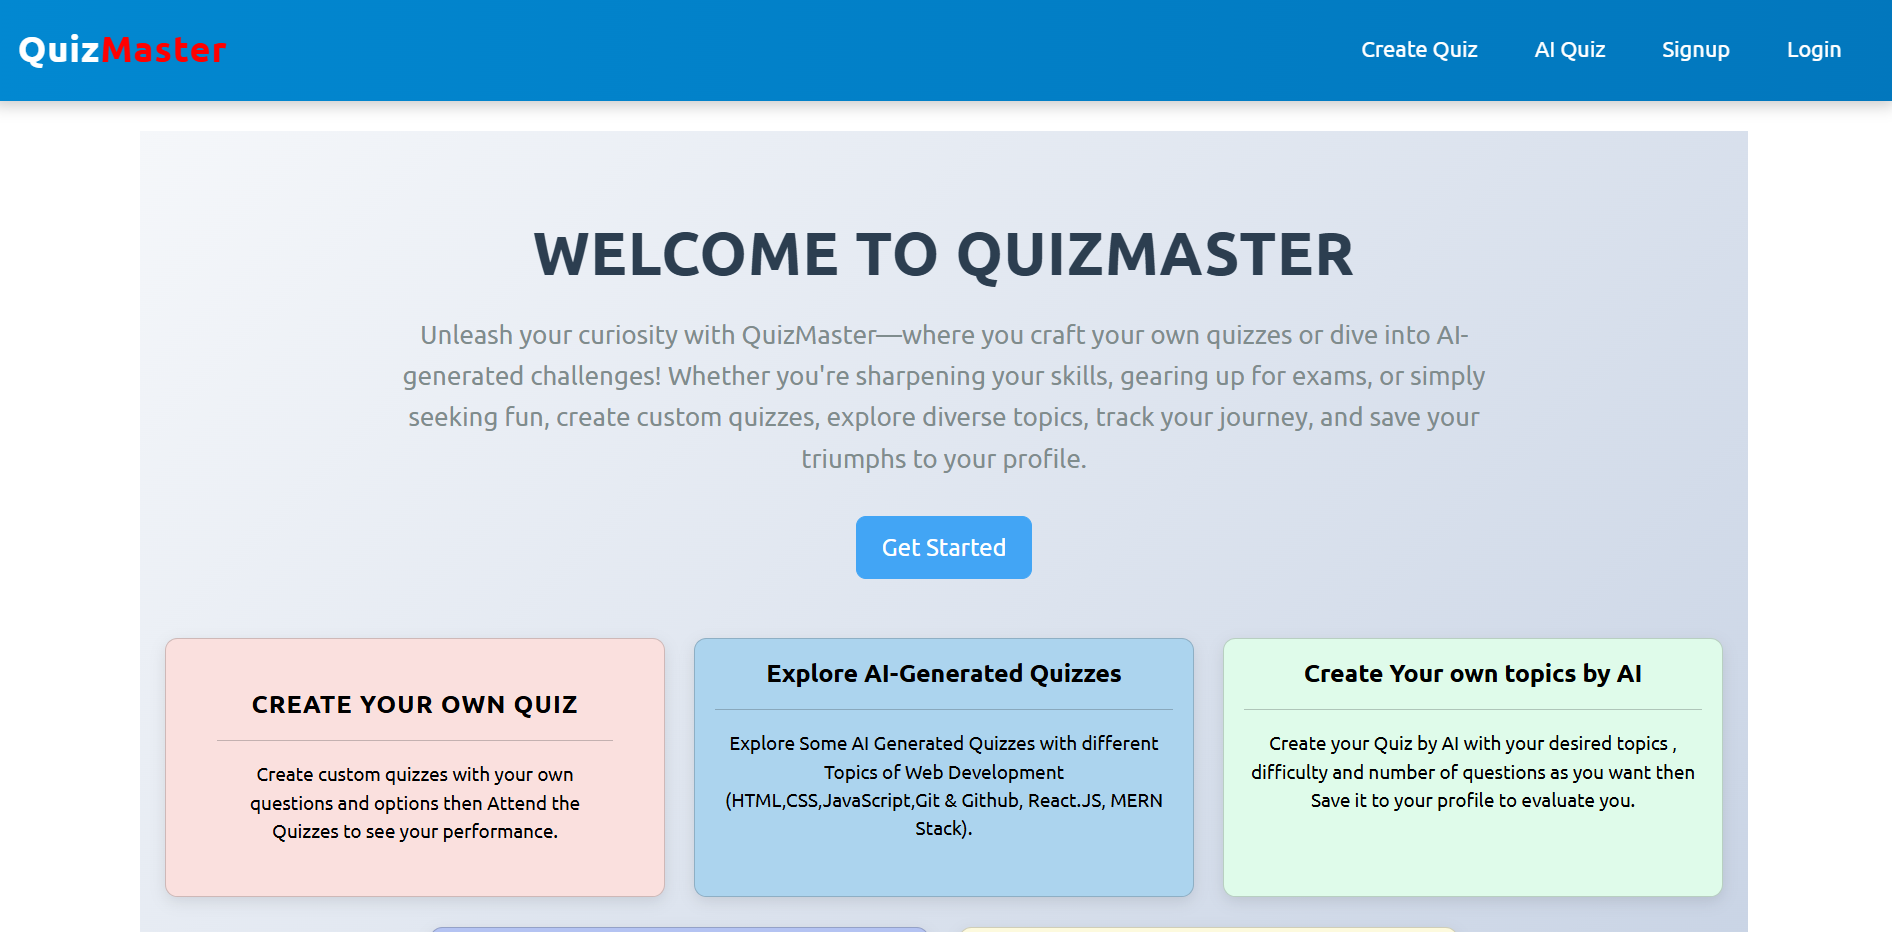 QuizMaster
Create Quiz
AI Quiz
Signup
Login
WELCOME TO QUIZMASTER
Unleash your curiosity with QuizMaster—where you craft your own quizzes or dive into AI-
generated challenges! Whether you're sharpening your skills, gearing up for exams, or simply
seeking fun, create custom quizzes, explore diverse topics, track your journey, and save your
triumphs to your profile.
Get Started
CREATE YOUR OWN QUIZ
Create custom quizzes with your own
questions and options then Attend the
Quizzes to see your performance.
Explore AI-Generated Quizzes
Explore Some AI Generated Quizzes with different
Topics of Web Development
(HTML,CSS,JavaScript,Git & Github, React.JS, MERN
Stack).
Create Your own topics by AI
Create your Quiz by AI with your desired topics ,
difficulty and number of questions as you want then
Save it to your profile to evaluate you.